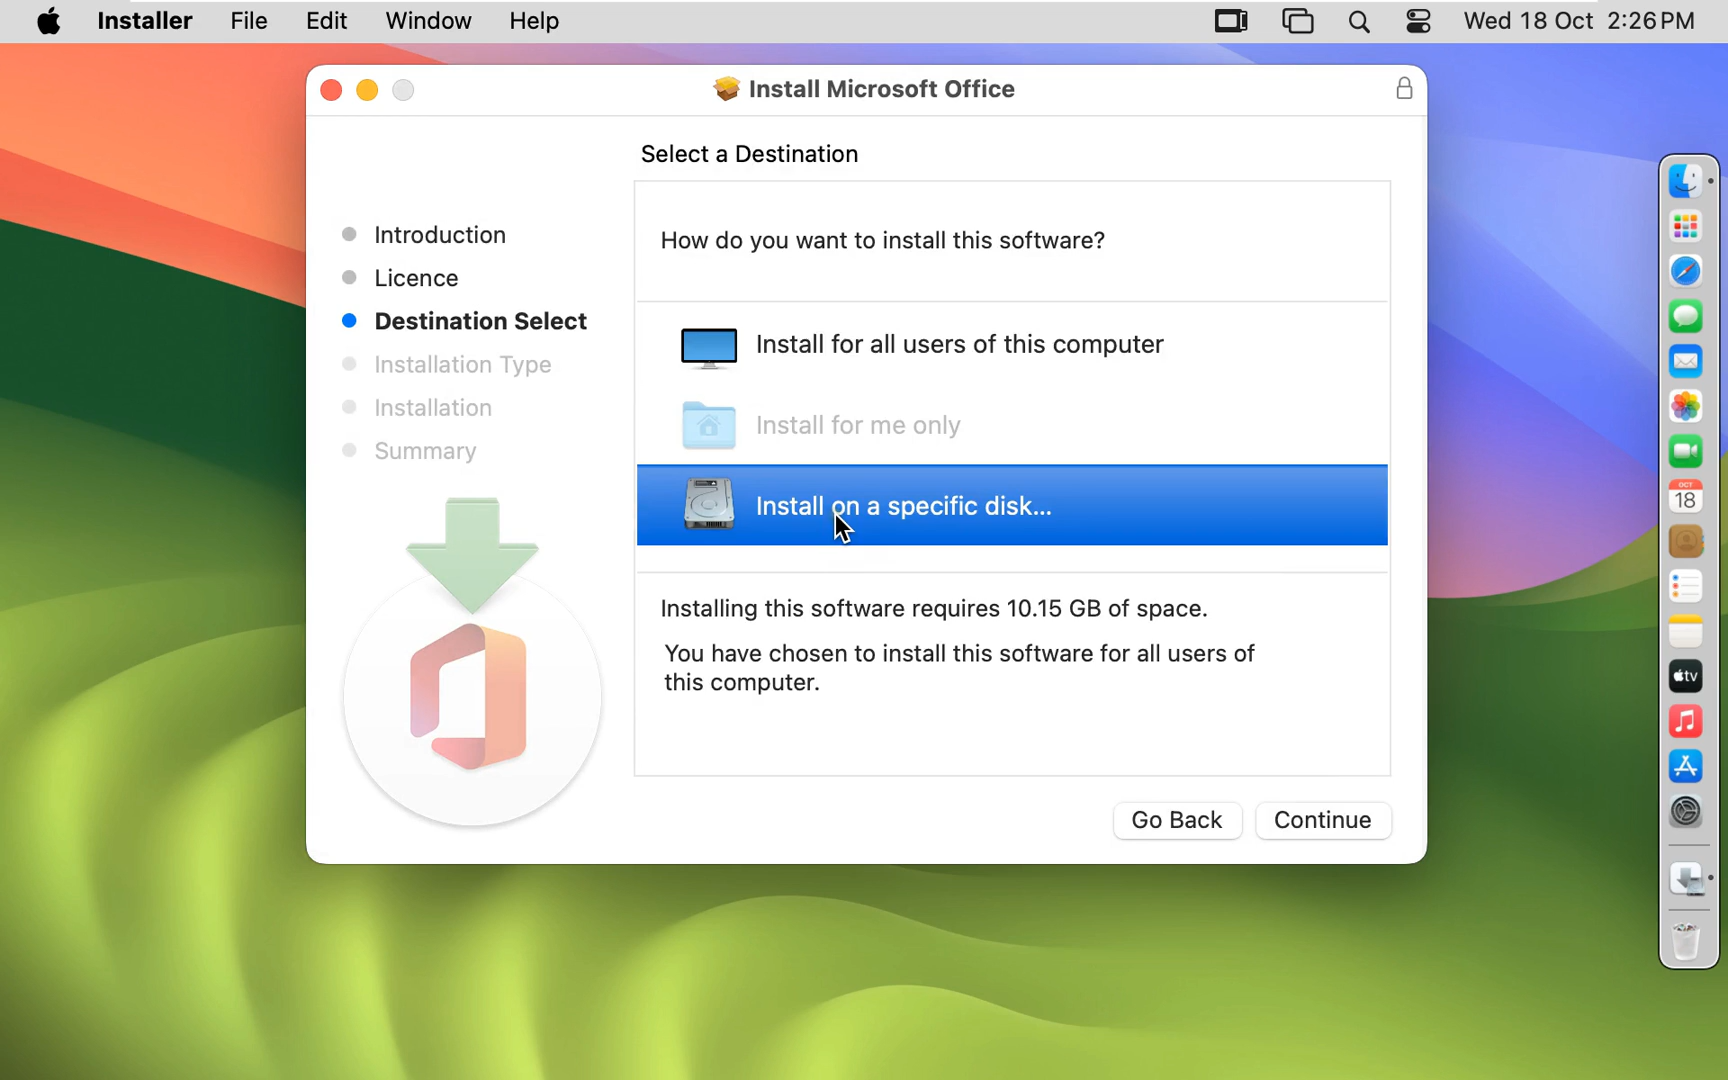 Installer File Edit Window Help Wed 18 Oct 2:26 PM
Install Microsoft Office
Select a Destination
Introduction
Licence
Destination Select
Installation Type
Installation
Summary
How do you want to install this software?
Install for all users of this computer
Install for me only
Install on a specific disk...
Installing this software requires 10.15 GB of space.
You have chosen to install this software for all users of
this computer.
Go Back Continue
OCT
18
tv